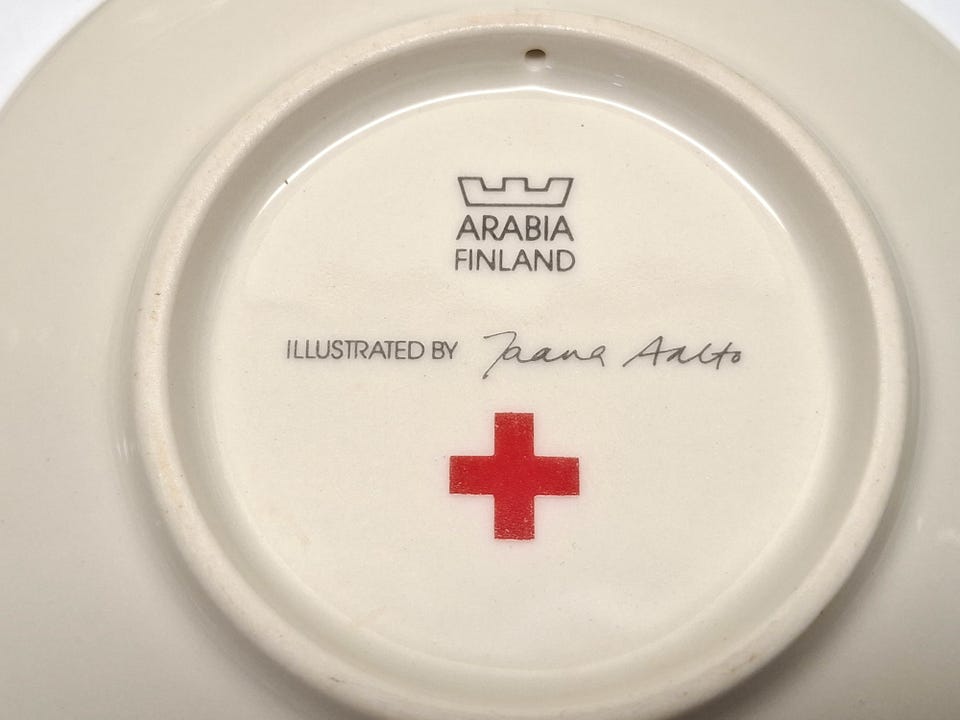 ARABIA
FINLAND
ILLUSTRATED BY Jaana Aalto